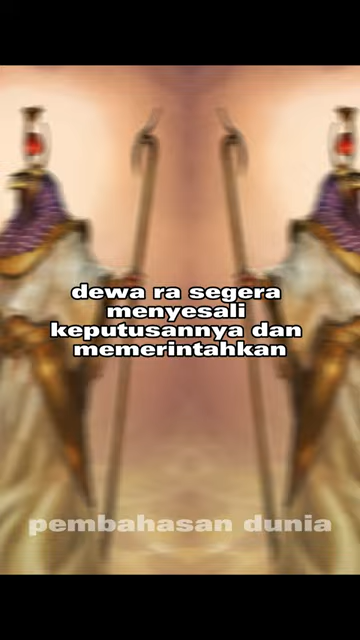 dewa ra segera
menyesali
keputusannya dan
memerintahkan
pembahasan dunia